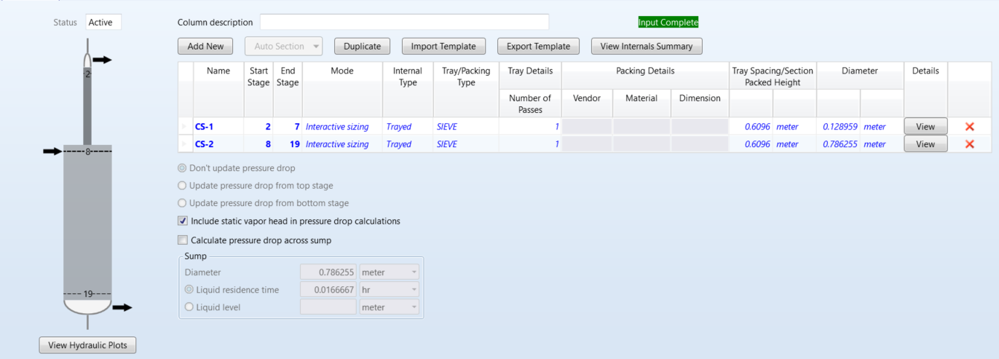 Status Active
Column description
Input Complete
Add New Auto Section Duplicate Import Template Export Template View Internals Summary
Name Start Stage End Stage Mode Internal Type Tray/Packing Type Tray Details Packing Details Tray Spacing/Section Packed Height Diameter Details
Number of Passes Vendor Material Dimension
CS-1 2 7 Interactive sizing Trayed SIEVE 1 0.6096 meter 0.128959 meter View
CS-2 8 19 Interactive sizing Trayed SIEVE 1 0.6096 meter 0.786255 meter View
Don't update pressure drop
Update pressure drop from top stage
Update pressure drop from bottom stage
Include static vapor head in pressure drop calculations
Calculate pressure drop across sump
Sump
Diameter 0.786255 meter
Liquid residence time 0.0166667 hr
Liquid level meter
2
8
19
View Hydraulic Plots